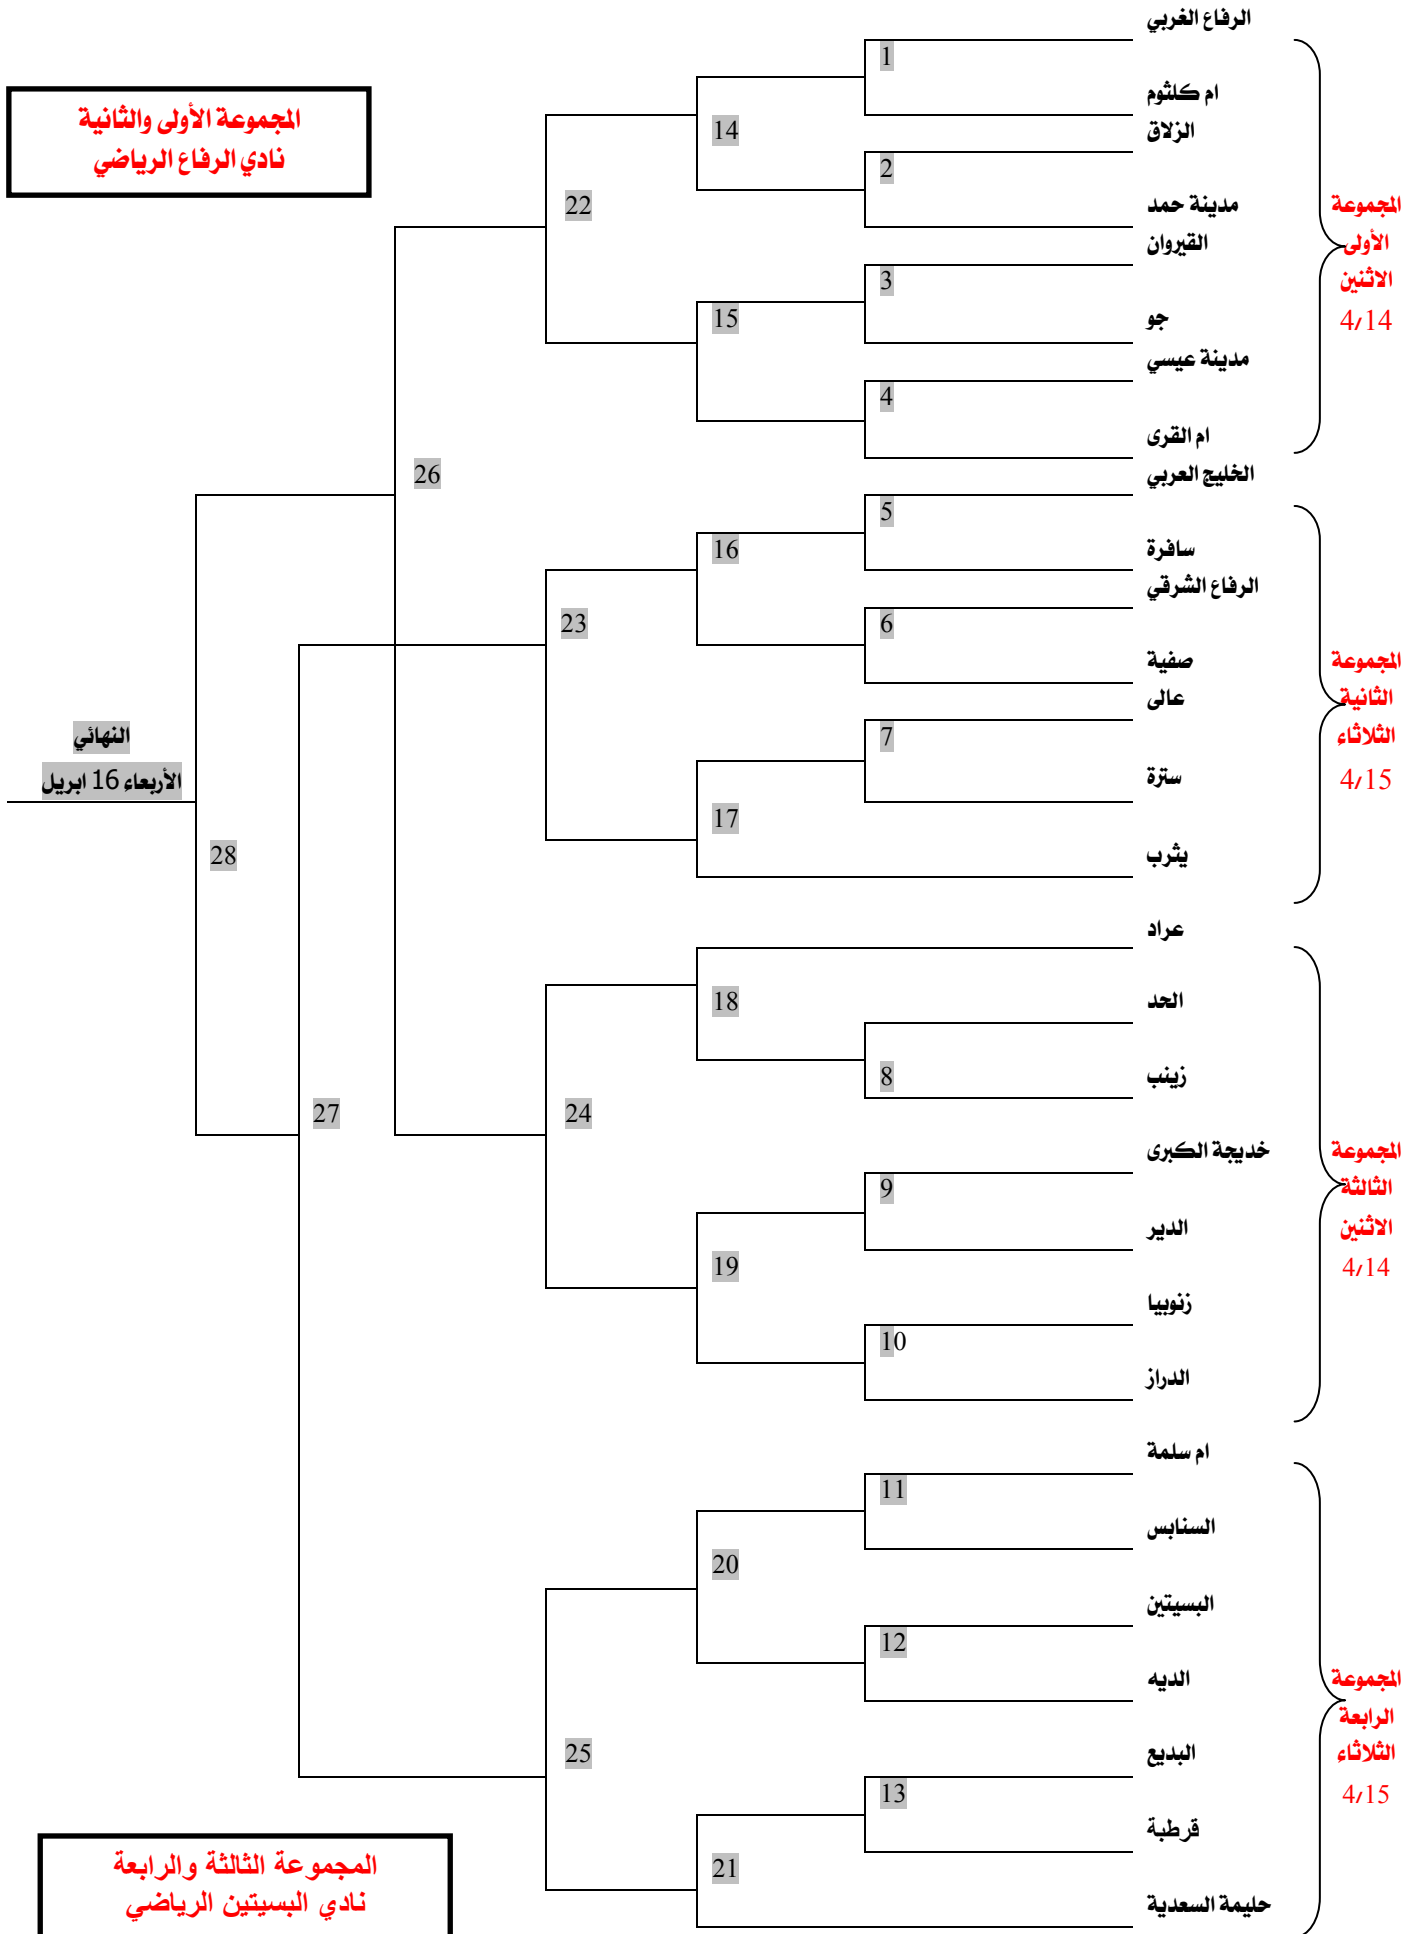 الرفاع الغربي
1
المجموعة الأولى والثانية
نادي الرفاع الرياضي
ام كلثوم
14
الزلاق
2
22
مدينة حمد
القيروان
المجموعة
الأولى
الاثنين
4/14
3
15
جو
مدينة عيسي
4
ام القرى
26
الخليج العربي
5
16
سافرة
الرفاع الشرقي
23
6
صفية
عالى
المجموعة
الثانية
الثلاثاء
4/15
النهائي
الأربعاء 16 ابريل
7
سترة
17
28
يثرب
عراد
18
الحد
8
زينب
27
24
خديجة الكبرى
المجموعة
الثالثة
الاثنين
4/14
9
الدير
19
زنوبيا
10
الدراز
ام سلمة
11
السنابس
20
البسيتين
12
الديه
المجموعة
الرابعة
الثلاثاء
4/15
25
البديع
13
قرطبة
21
المجموعة الثالثة والرابعة
نادي البسيتين الرياضي
حليمة السعدية